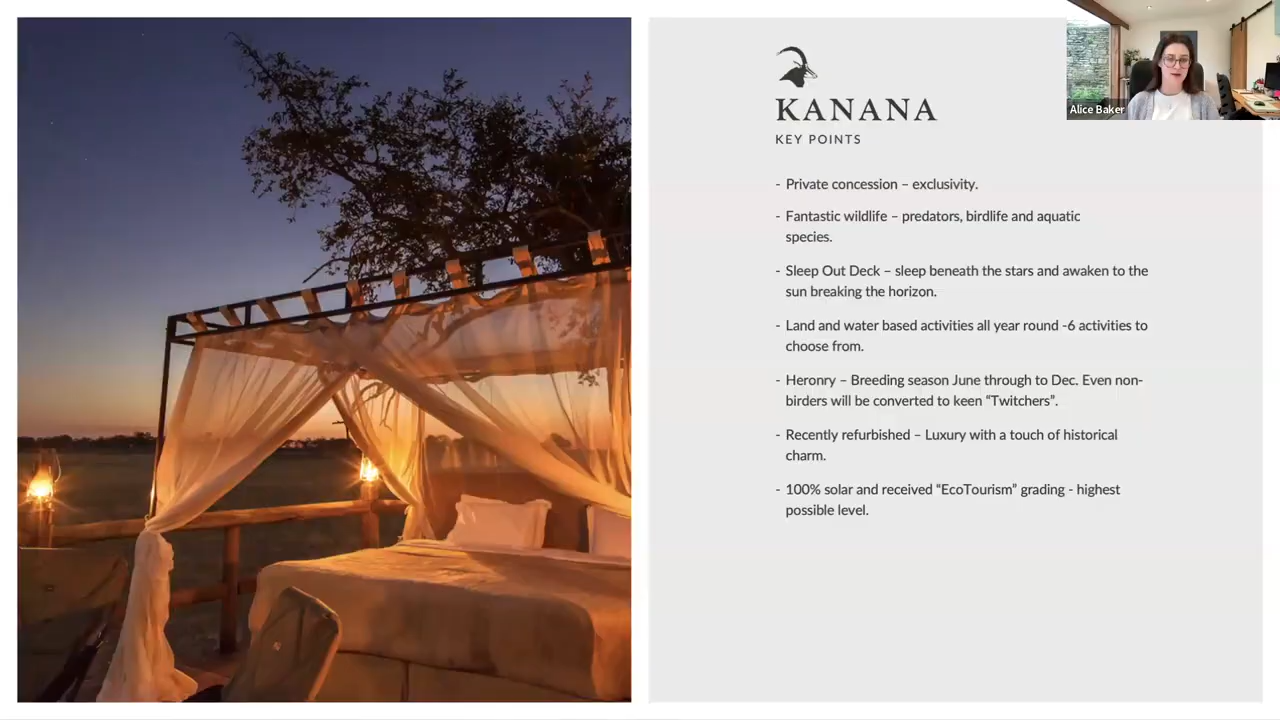 Alice Baker
KANANA
KEY POINTS
- Private concession – exclusivity.
- Fantastic wildlife – predators, birdlife and aquatic
species.
- Sleep Out Deck – sleep beneath the stars and awaken to the
sun breaking the horizon.
- Land and water based activities all year round -6 activities to
choose from.
- Heronry – Breeding season June through to Dec. Even non-
birders will be converted to keen “Twitchers”.
- Recently refurbished – Luxury with a touch of historical
charm.
- 100% solar and received “EcoTourism” grading - highest
possible level.